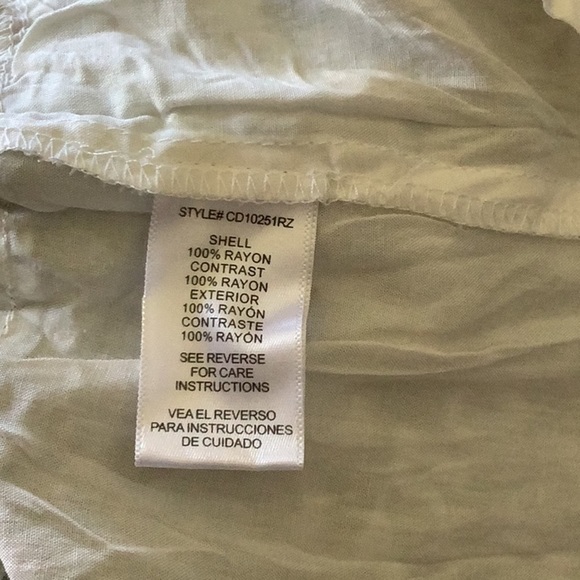 STYLE# CD10251RZ
SHELL
100% RAYON
CONTRAST
100% RAYON
EXTERIOR
100% RAYÓN
CONTRASTE
100% RAYÓN
SEE REVERSE
FOR CARE
INSTRUCTIONS
VEA EL REVERSO
PARA INSTRUCCIONES
DE CUIDADO